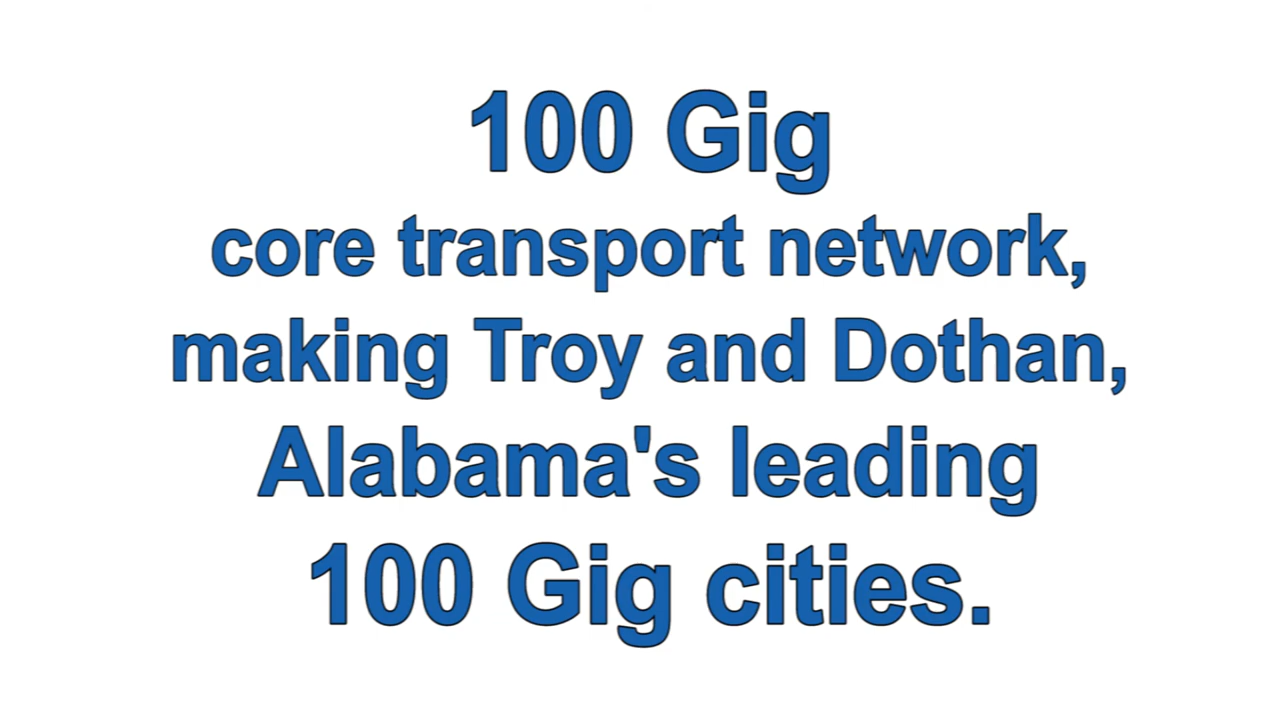 100 Gig
core transport network,
making Troy and Dothan,
Alabama's leading
100 Gig cities.